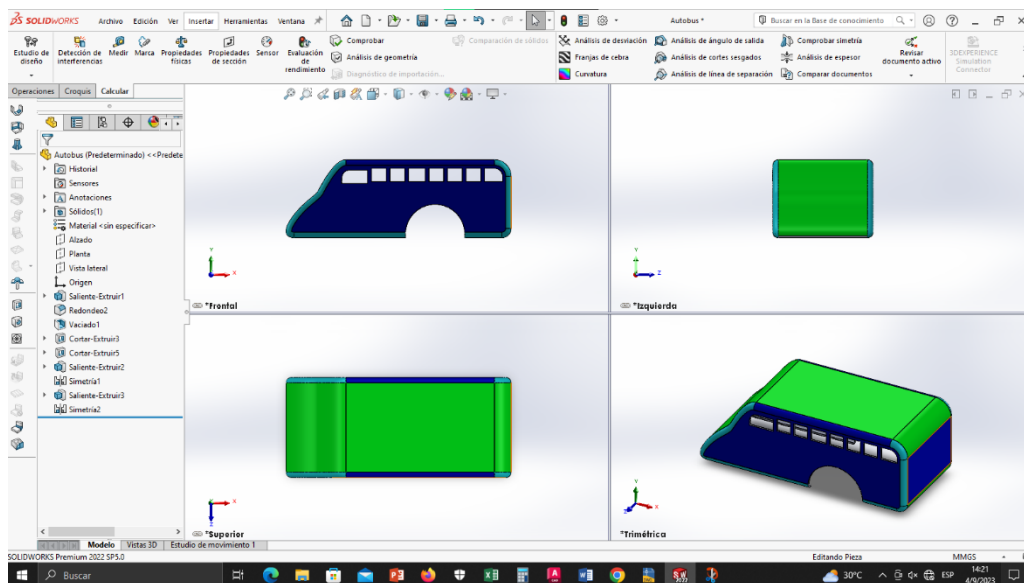 SOLIDWORKS Archivo Edición Ver Insertar Herramientas Ventana Autobus * Buscar en la Base de conocimiento
Estudio de diseño
Detección de interferencias
Medir
Marca
Propiedades físicas
Propiedades de sección
Sensor
Evaluación de rendimiento
Comprobar
Análisis de geometría
Diagnóstico de importación...
Comparación de sólidos
Análisis de desviación
Franjas de cebra
Curvatura
Análisis de ángulo de salida
Análisis de cortes sesgados
Análisis de línea de separación
Comprobar simetría
Análisis de espesor
Comparar documentos
Revisar documento activo
3DEXPERIENCE
Simulation
Connector
Operaciones Croquis Calcular
Autobus (Predeterminado) <<Predete
Historial
Sensores
Anotaciones
Sólidos(1)
Material <sin especificar>
Alzado
Planta
Vista lateral
Origen
Saliente-Extruir1
Redondeo2
Vaciado1
Cortar-Extruir3
Cortar-Extruir5
Saliente-Extruir2
Simetría1
Saliente-Extruir3
Simetría2
Y
X
*Frontal
Y
Z
*Izquierda
X
Z
*Superior
Y
X
Z
*Trimétrica
Modelo Vistas 3D Estudio de movimiento 1
SOLIDWORKS Premium 2022 SP5.0 Editando Pieza MMGS
Buscar 30°C ESP 14:21
4/9/2023